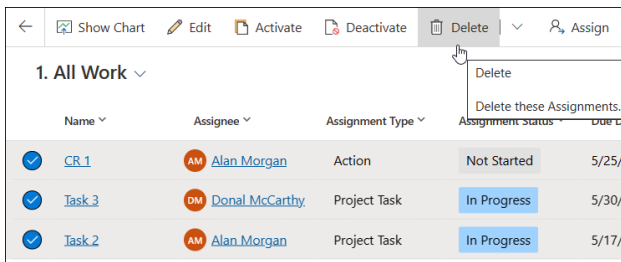 Show Chart Edit Activate Deactivate Delete Assign
1. All Work
Delete
Delete these Assignments.
Name Assignee Assignment Type Assignment Status Due D
CR 1 AM Alan Morgan Action Not Started 5/25/
Task 3 DM Donal McCarthy Project Task In Progress 5/30/
Task 2 AM Alan Morgan Project Task In Progress 5/17/